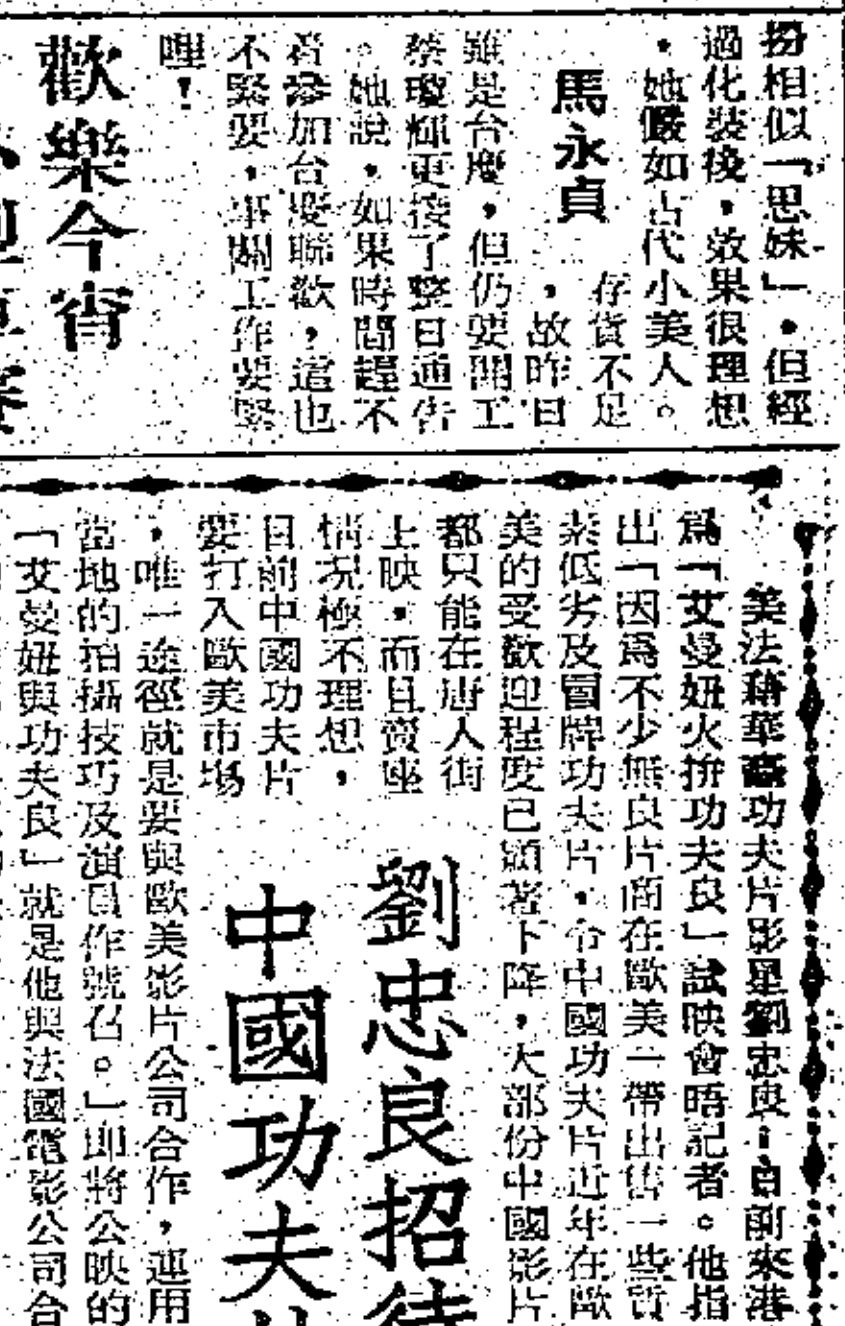 扮相似「思妹」，但經
過化裝後，效果很理想
，她儼如古代小美人。
馬永貞
存貨不足
，故昨日
雖是台慶，但仍要開工
蔡瓊輝更接了整日通告
。她說，如果時間趕不
着參加台慶聯歡，這也
不緊要，事關工作要緊
哩！
歡樂今宵
美法籍華裔功夫片影星劉忠良，日前來港
爲「艾曼妞火拚功夫良」試映會晤記者。他指
出「因爲不少無良片商在歐美一帶出售一些質
素低劣及冒牌功夫片，令中國功夫片近年在歐
美的受歡迎程度已顯著下降，大部份中國影片
都只能在唐人街
上映，而且賣座
情況極不理想，
目前中國功夫片
要打入歐美市場
，唯一途徑就是要與歐美影片公司合作，運用
當地的拍攝技巧及演員作號召。」即將公映的
「艾曼妞與功夫良」就是他與法國電影公司合
劉忠良招待
中國功夫